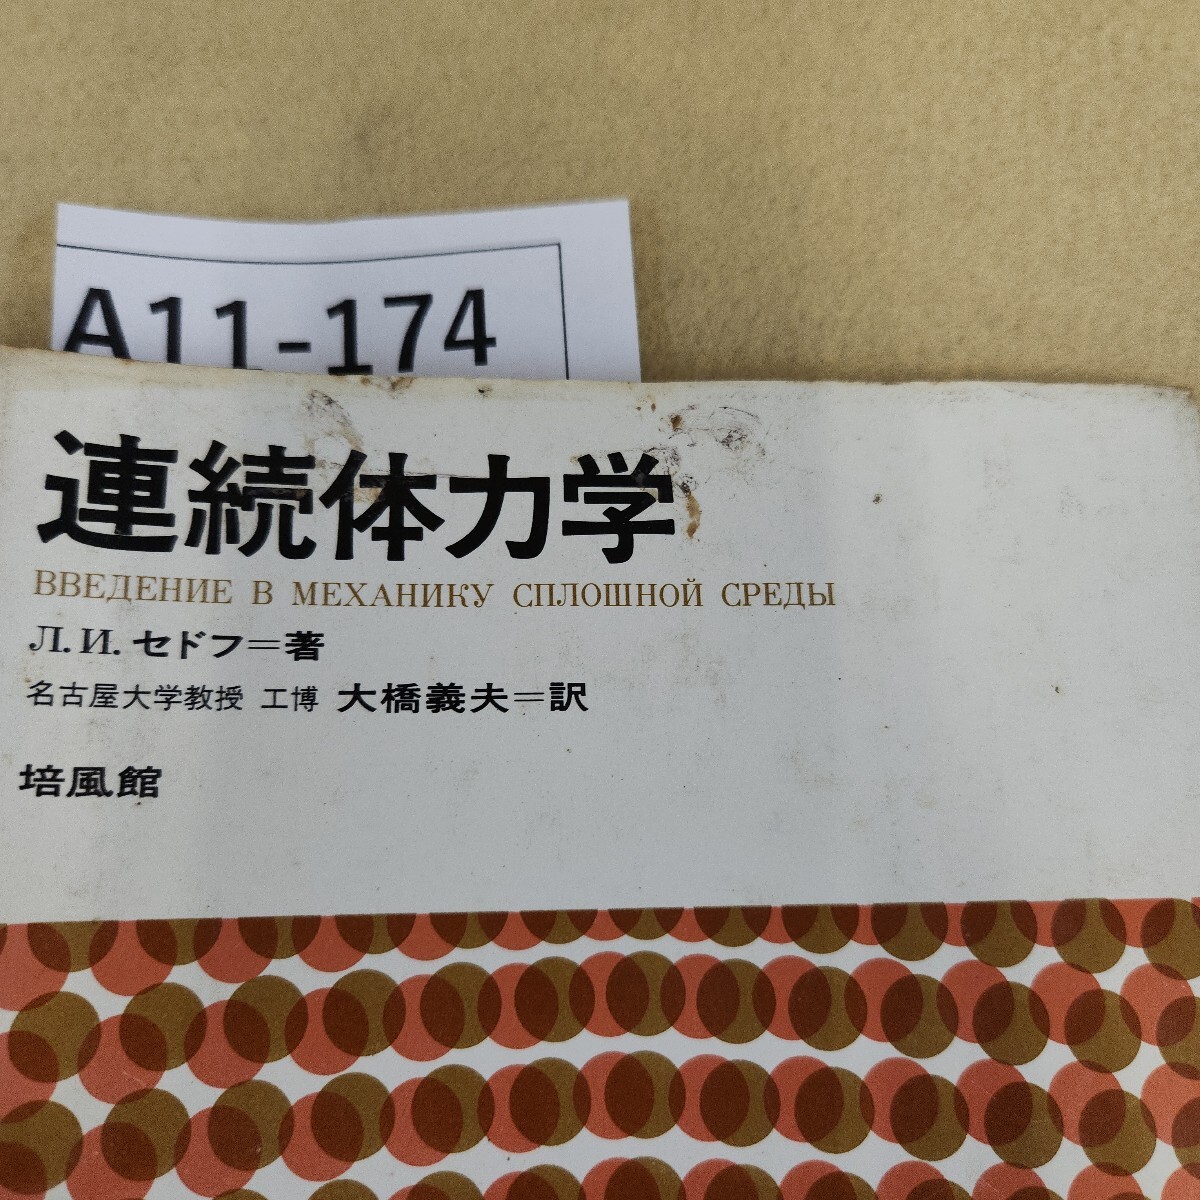 A11-174
連続体力学
ВВЕДЕНИЕ В МЕХАНИКУ СПЛОШНОЙ СРЕДЫ
Л.И. セドフ=著
名古屋大学教授 工博 大橋義夫=訳
培風館